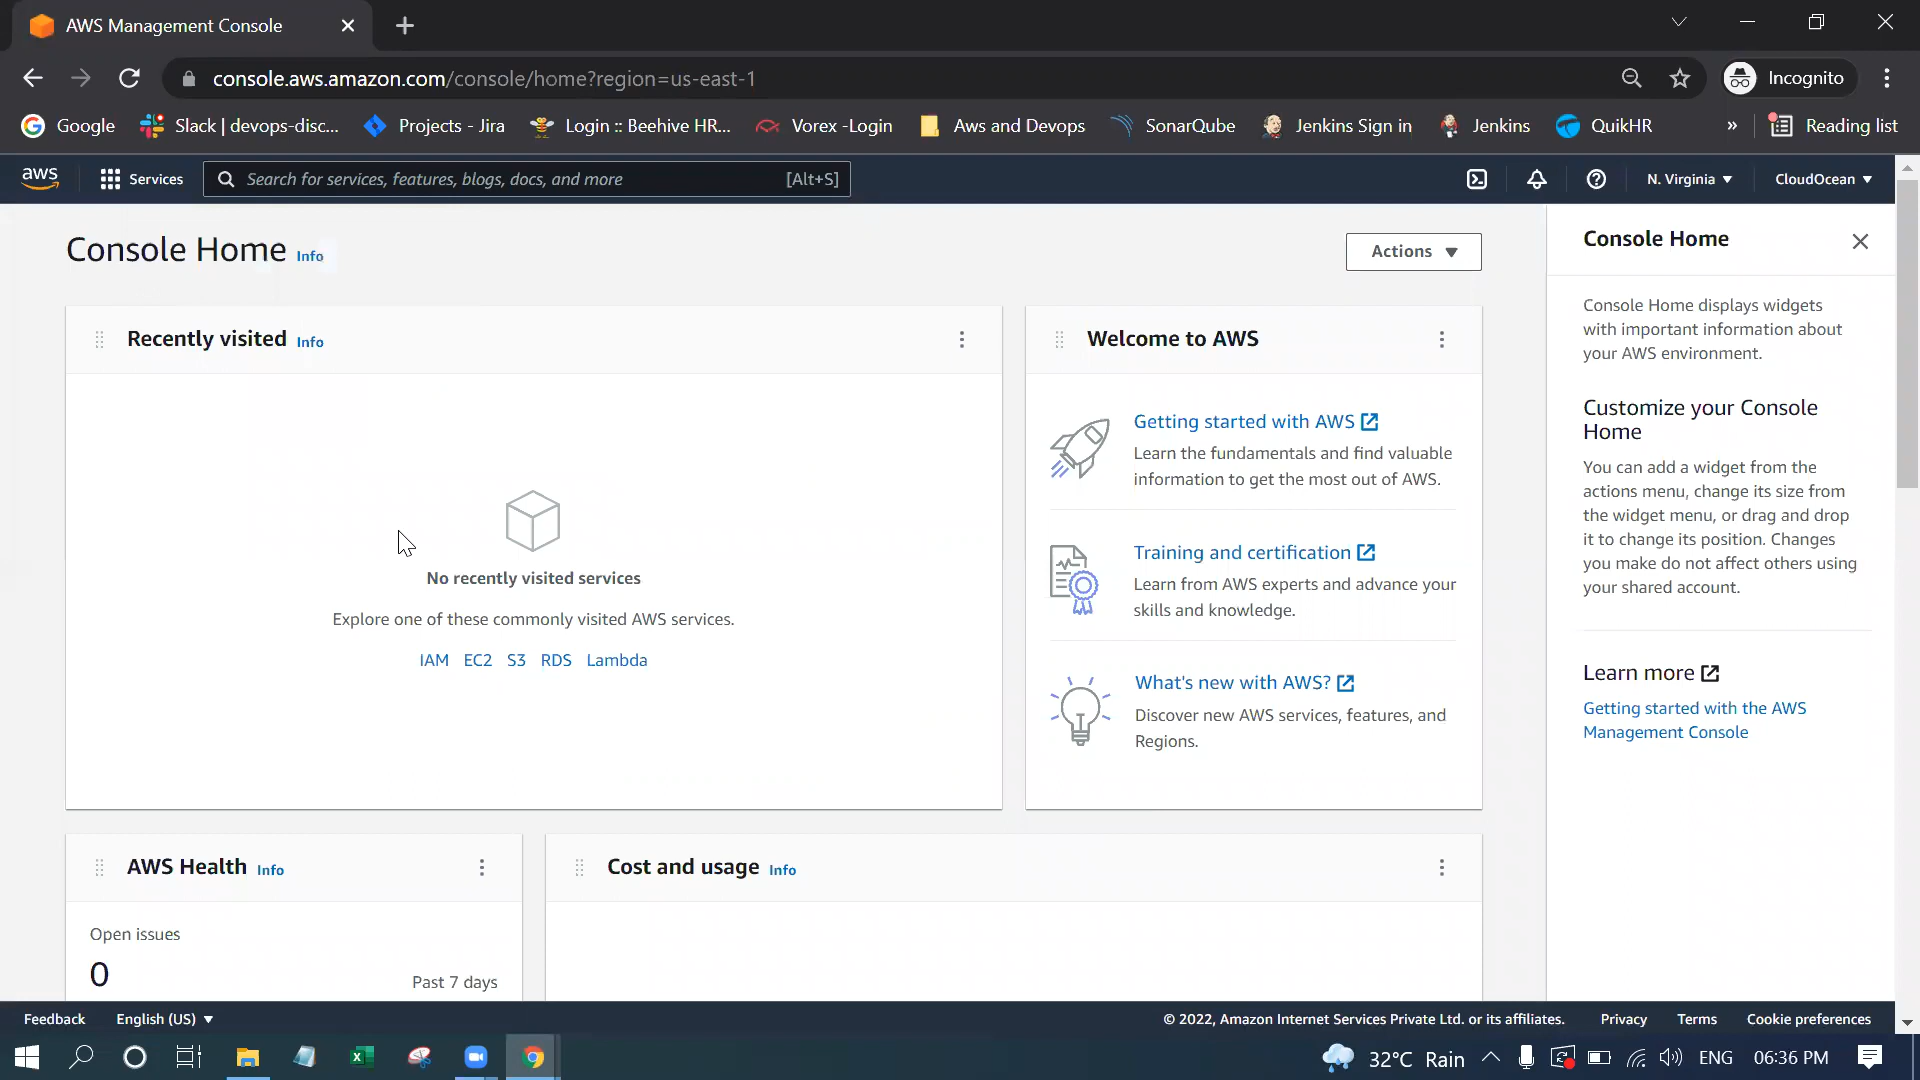 AWS Management Console
console.aws.amazon.com/console/home?region=us-east-1
Incognito
Google
Slack | devops-disc...
Projects - Jira
Login :: Beehive HR...
Vorex -Login
Aws and Devops
SonarQube
Jenkins Sign in
Jenkins
QuikHR
»
Reading list
aws
Services
Search for services, features, blogs, docs, and more
[Alt+S]
N. Virginia
CloudOcean
Console Home Info
Actions
Recently visited Info
No recently visited services
Explore one of these commonly visited AWS services.
IAM EC2 S3 RDS Lambda
Welcome to AWS
Getting started with AWS
Learn the fundamentals and find valuable
information to get the most out of AWS.
Training and certification
Learn from AWS experts and advance your
skills and knowledge.
What's new with AWS?
Discover new AWS services, features, and
Regions.
AWS Health Info
Open issues
0
Past 7 days
Cost and usage Info
Console Home
Console Home displays widgets
with important information about
your AWS environment.
Customize your Console
Home
You can add a widget from the
actions menu, change its size from
the widget menu, or drag and drop
it to change its position. Changes
you make do not affect others using
your shared account.
Learn more
Getting started with the AWS
Management Console
Feedback
English (US)
© 2022, Amazon Internet Services Private Ltd. or its affiliates.
Privacy
Terms
Cookie preferences
32°C Rain
ENG
06:36 PM